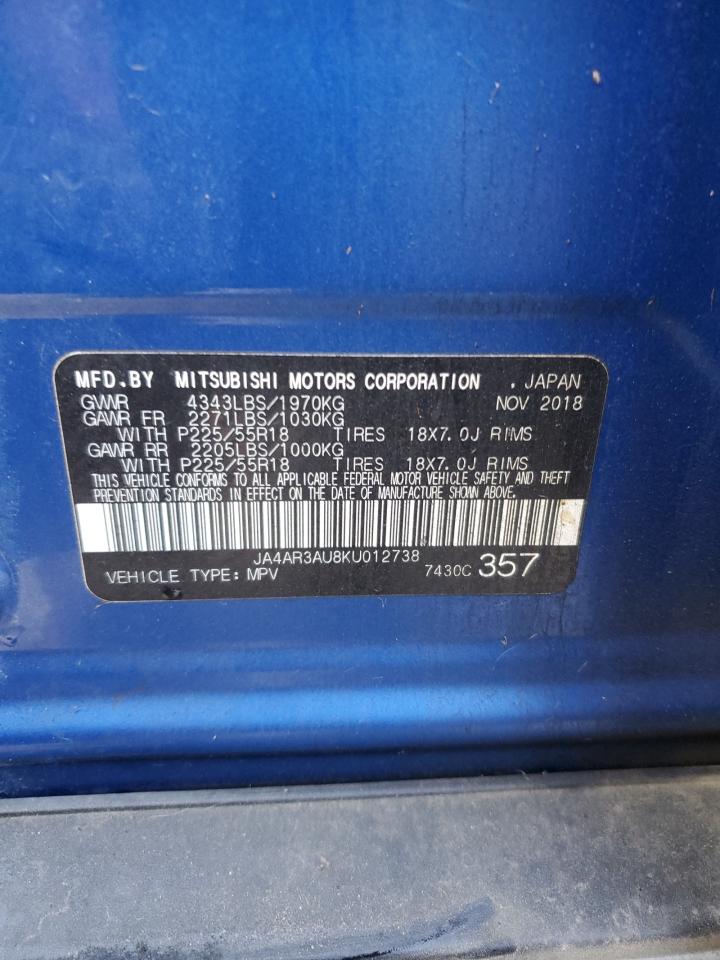 MFD.BY MITSUBISHI MOTORS CORPORATION . JAPAN
GVWR 4343LBS/1970KG NOV 2018
GAWR FR 2271LBS/1030KG
WITH P225/55R18 TIRES 18X7.0J RIMS
GAWR RR 2205LBS/1000KG
WITH P225/55R18 TIRES 18X7.0J RIMS
THIS VEHICLE CONFORMS TO ALL APPLICABLE FEDERAL MOTOR VEHICLE SAFETY AND THEFT
PREVENTION STANDARDS IN EFFECT ON THE DATE OF MANUFACTURE SHOWN ABOVE.
JA4AR3AU8KU012738
VEHICLE TYPE: MPV 7430C 357